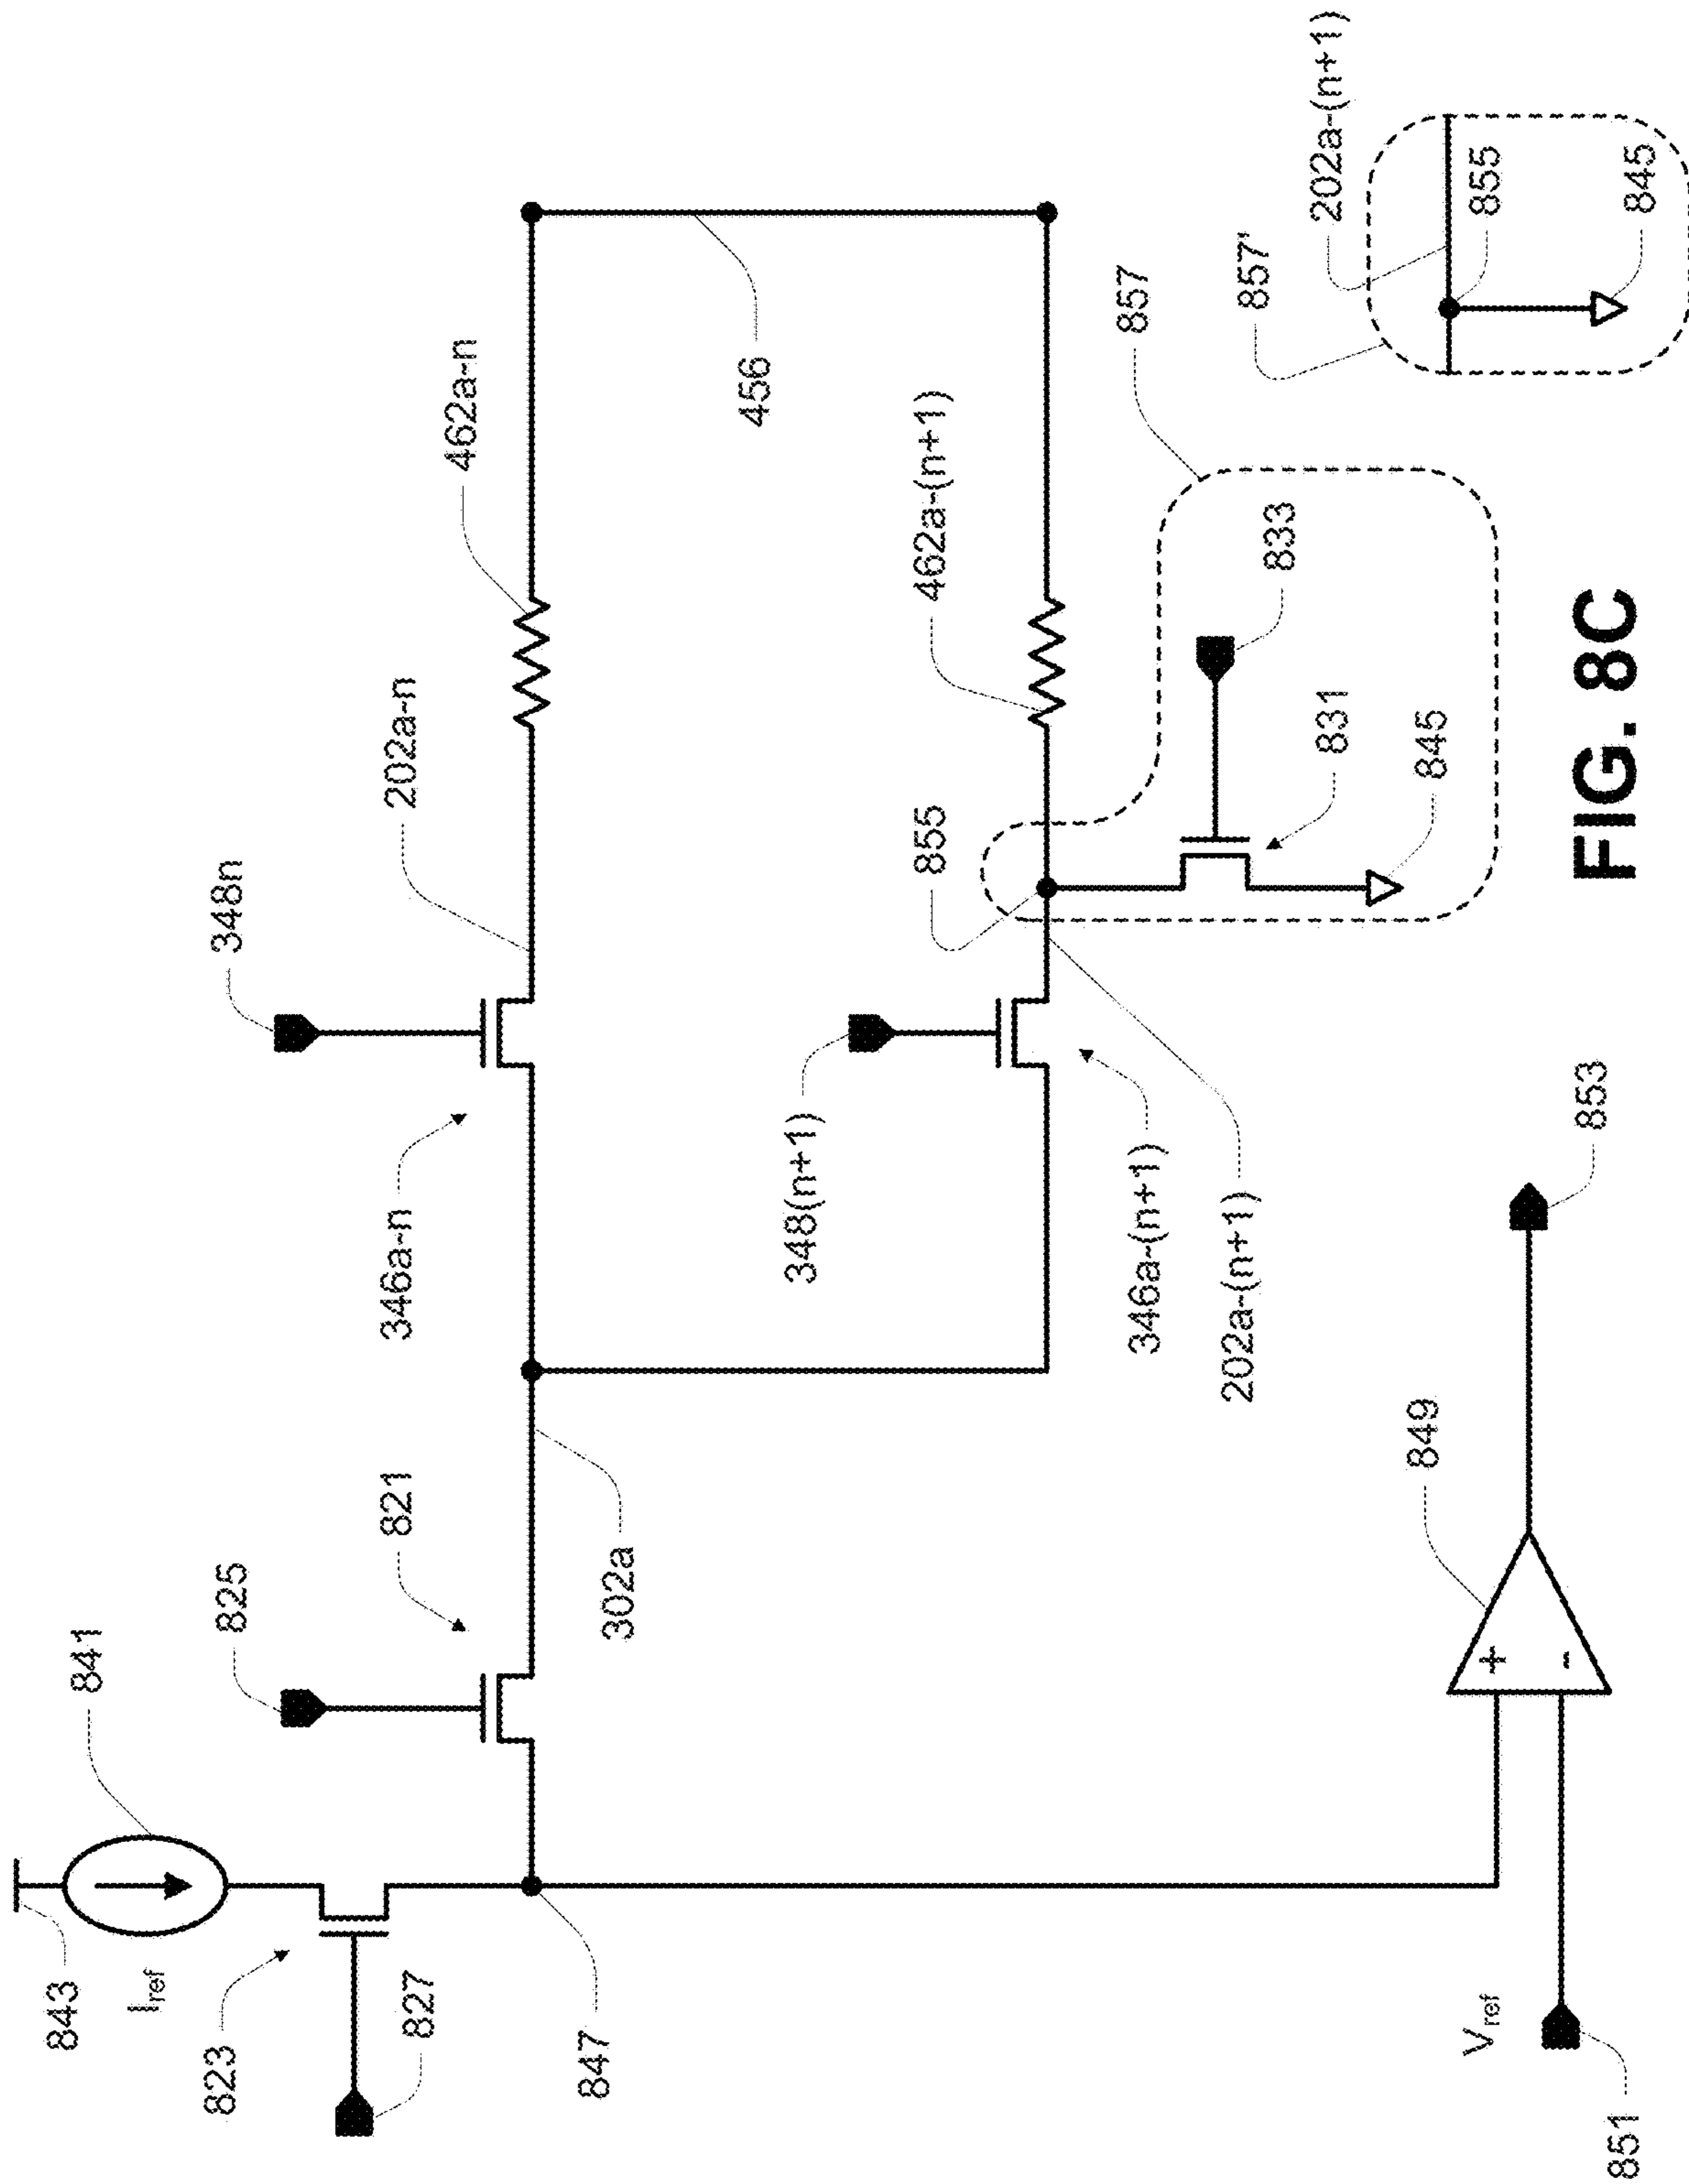 843
I_ref
841
823
827
825
821
847
302a
346a-n
348n
202a-n
462a-n
456
348(n+1)
346a-(n+1)
202a-(n+1)
855
462a-(n+1)
833
831
845
857
857'
202a-(n+1)
855
845
V_ref
851
+
-
849
853
FIG. 8C